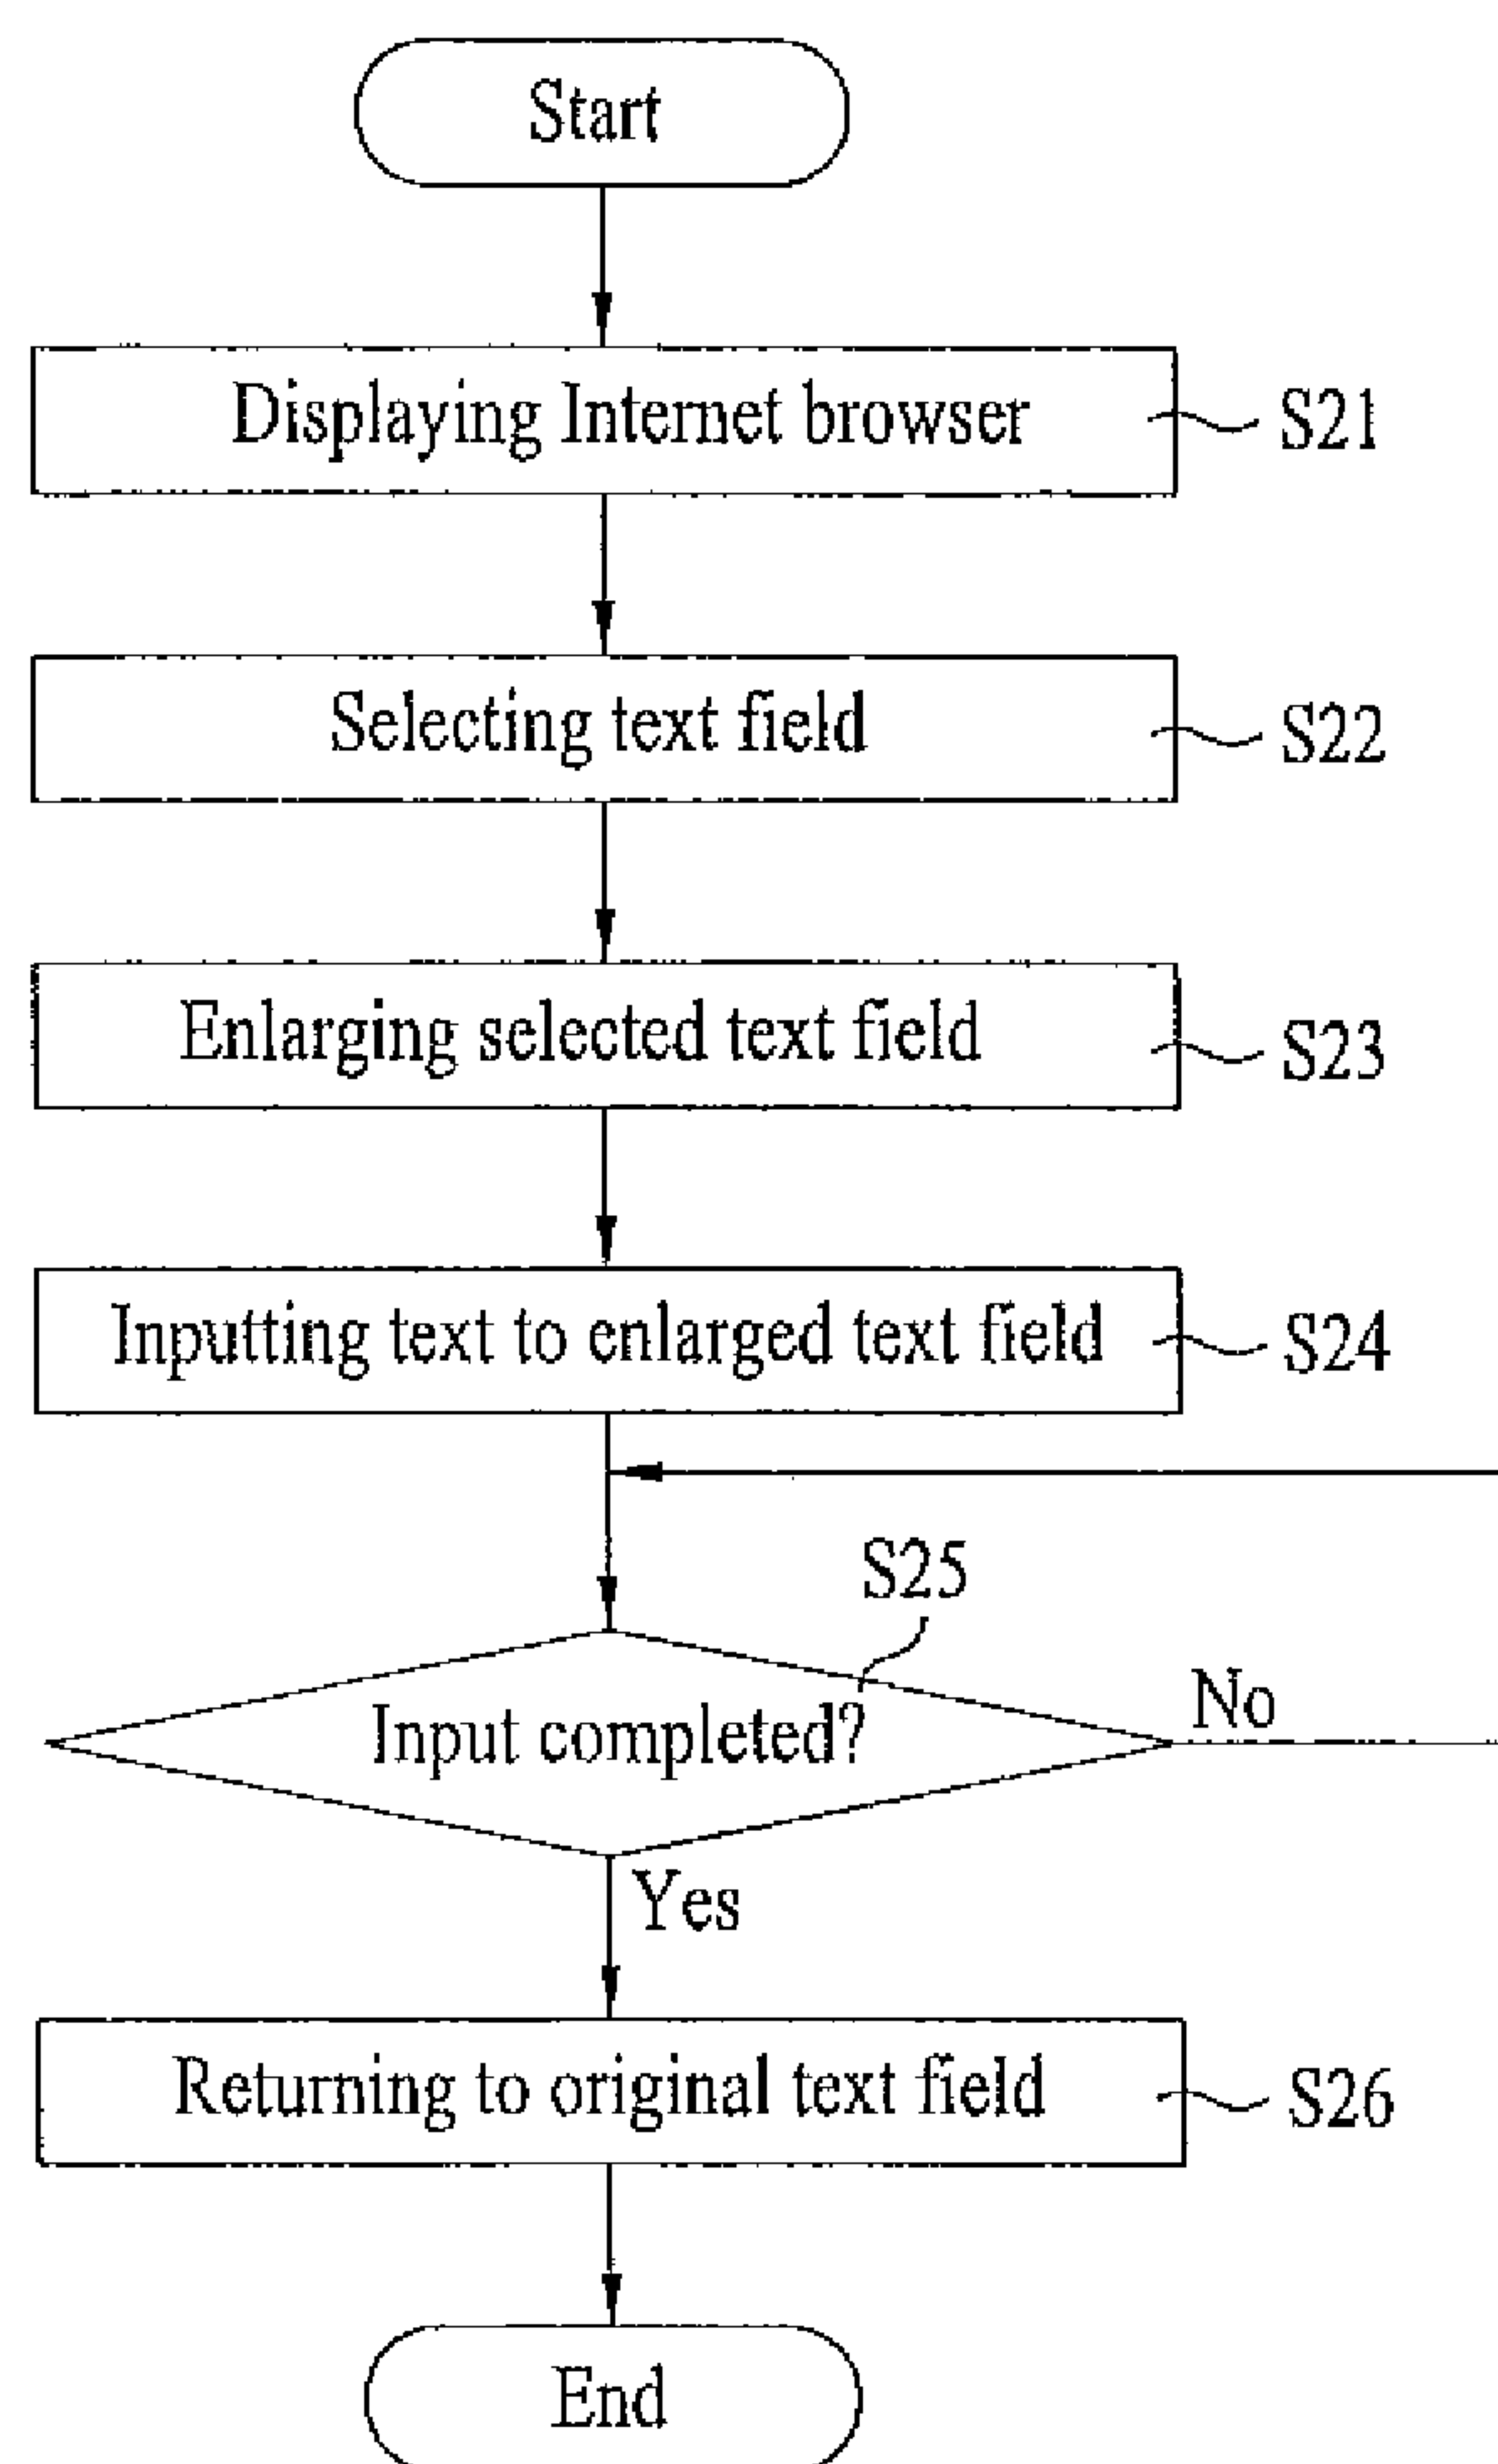 Start
Displaying Internet browser
S21
Selecting text field
S22
Enlarging selected text field
S23
Inputting text to enlarged text field
S24
S25
Input completed?
No
Yes
Returning to original text field
S26
End